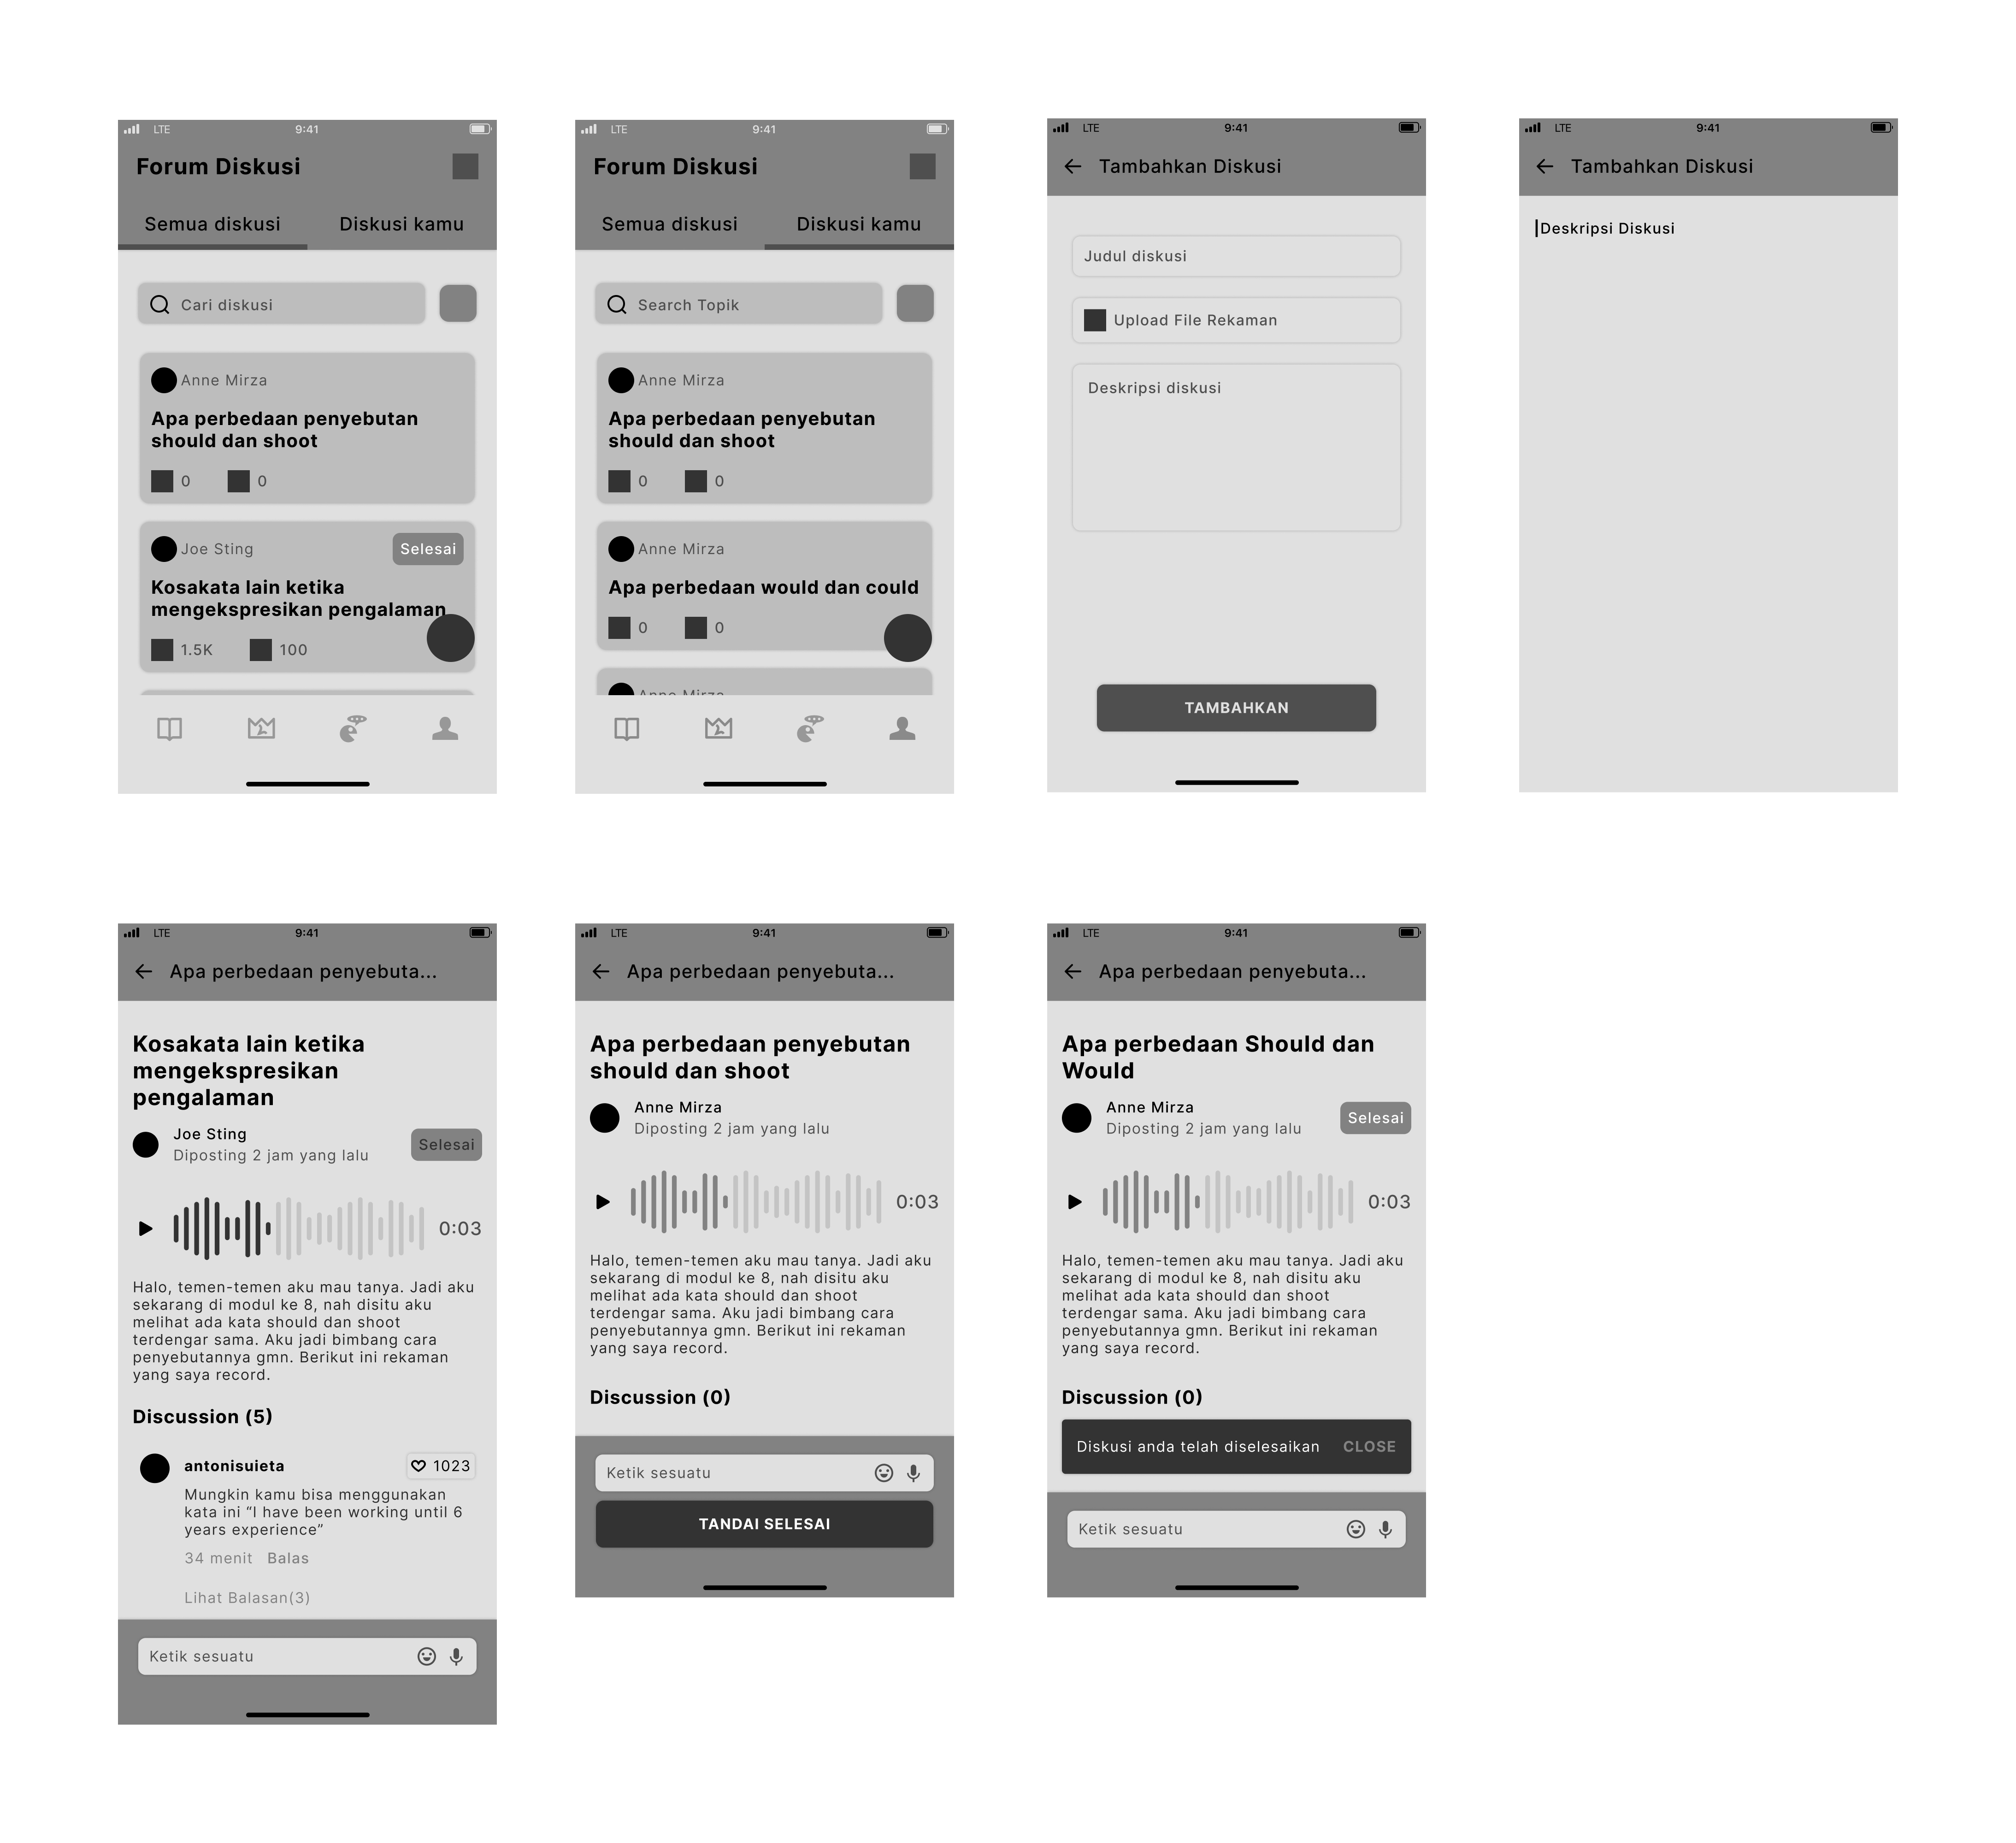 LTE 9:41
Forum Diskusi
Semua diskusi Diskusi kamu
Cari diskusi
Anne Mirza
Apa perbedaan penyebutan
should dan shoot
0 0
Joe Sting Selesai
Kosakata lain ketika
mengekspresikan pengalaman
1.5K 100
LTE 9:41
Forum Diskusi
Semua diskusi Diskusi kamu
Search Topik
Anne Mirza
Apa perbedaan penyebutan
should dan shoot
0 0
Anne Mirza
Apa perbedaan would dan could
0 0
Anne Mirza
LTE 9:41
Tambahkan Diskusi
Judul diskusi
Upload File Rekaman
Deskripsi diskusi
TAMBAHKAN
LTE 9:41
Tambahkan Diskusi
Deskripsi Diskusi
LTE 9:41
Apa perbedaan penyebuta...
Kosakata lain ketika
mengekspresikan
pengalaman
Joe Sting
Diposting 2 jam yang lalu
Selesai
0:03
Halo, temen-temen aku mau tanya. Jadi aku
sekarang di modul ke 8, nah disitu aku
melihat ada kata should dan shoot
terdengar sama. Aku jadi bimbang cara
penyebutannya gmn. Berikut ini rekaman
yang saya record.
Discussion (5)
antonisuieta 1023
Mungkin kamu bisa menggunakan
kata ini “I have been working until 6
years experience”
34 menit Balas
Lihat Balasan(3)
Ketik sesuatu
LTE 9:41
Apa perbedaan penyebuta...
Apa perbedaan penyebutan
should dan shoot
Anne Mirza
Diposting 2 jam yang lalu
0:03
Halo, temen-temen aku mau tanya. Jadi aku
sekarang di modul ke 8, nah disitu aku
melihat ada kata should dan shoot
terdengar sama. Aku jadi bimbang cara
penyebutannya gmn. Berikut ini rekaman
yang saya record.
Discussion (0)
Ketik sesuatu
TANDAI SELESAI
LTE 9:41
Apa perbedaan penyebuta...
Apa perbedaan Should dan
Would
Anne Mirza
Diposting 2 jam yang lalu
Selesai
0:03
Halo, temen-temen aku mau tanya. Jadi aku
sekarang di modul ke 8, nah disitu aku
melihat ada kata should dan shoot
terdengar sama. Aku jadi bimbang cara
penyebutannya gmn. Berikut ini rekaman
yang saya record.
Discussion (0)
Diskusi anda telah diselesaikan CLOSE
Ketik sesuatu